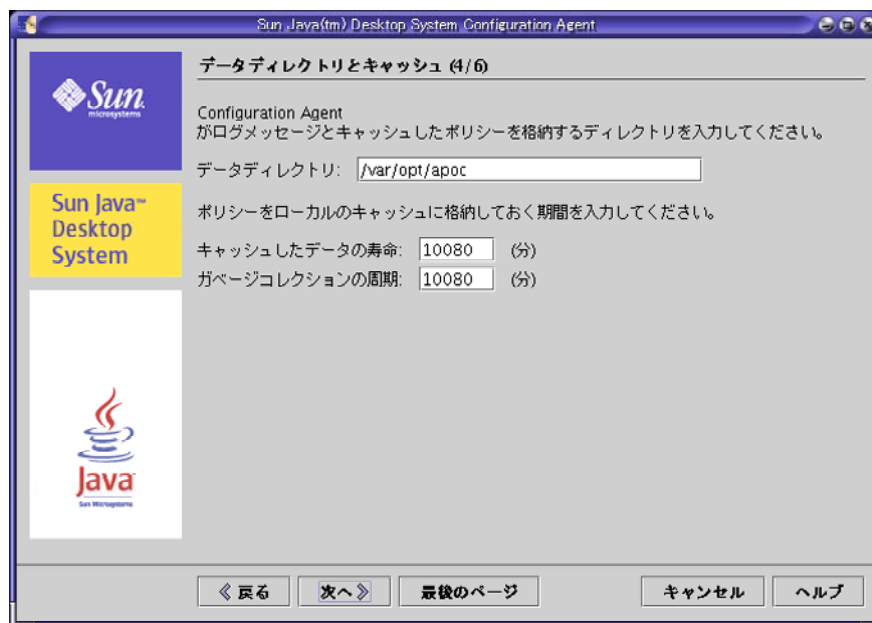 Sun Java(tm) Desktop System Configuration Agent
Sun
microsystems
Sun Java™
Desktop
System
Java
Sun Microsystems
データディレクトリとキャッシュ (4/6)
Configuration Agent
がログメッセージとキャッシュしたポリシーを格納するディレクトリを入力してください。
データディレクトリ: /var/opt/apoc
ポリシーをローカルのキャッシュに格納しておく期間を入力してください。
キャッシュしたデータの寿命: 10080 (分)
ガベージコレクションの周期: 10080 (分)
《 戻る 次へ 》 最後のページ キャンセル ヘルプ